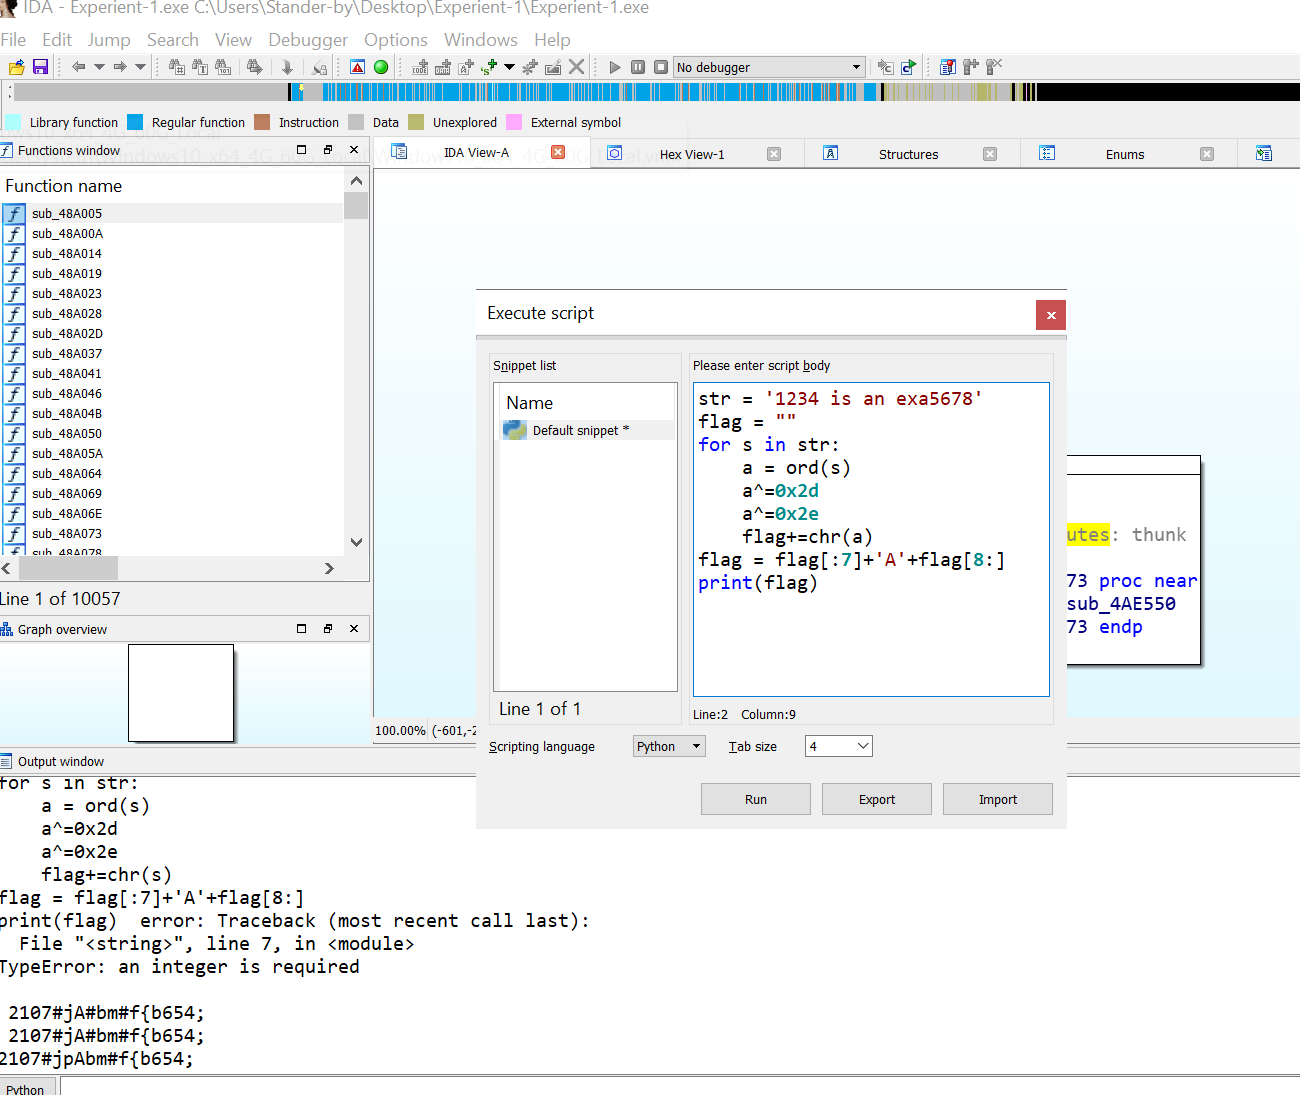 IDA - Experient-1.exe C:\Users\Stander-by\Desktop\Experient-1\Experient-1.exe
File Edit Jump Search View Debugger Options Windows Help
No debugger
Library function Regular function Instruction Data Unexplored External symbol
Functions window
IDA View-A
Hex View-1
Structures
Enums
Function name
sub_48A005
sub_48A00A
sub_48A014
sub_48A019
sub_48A023
sub_48A028
sub_48A02D
sub_48A037
sub_48A041
sub_48A046
sub_48A04B
sub_48A050
sub_48A05A
sub_48A064
sub_48A069
sub_48A06E
sub_48A073
sub_48A078
Line 1 of 10057
Graph overview
Execute script
Snippet list
Name
Default snippet *
Line 1 of 1
Please enter script body
str = '1234 is an exa5678'
flag = ""
for s in str:
a = ord(s)
a^=0x2d
a^=0x2e
flag+=chr(a)
flag = flag[:7]+'A'+flag[8:]
print(flag)
Line:2 Column:9
Scripting language Python Tab size 4
Run Export Import
utes: thunk
73 proc near
sub_4AE550
73 endp
100.00% (-601,-2
Output window
for s in str:
a = ord(s)
a^=0x2d
a^=0x2e
flag+=chr(s)
flag = flag[:7]+'A'+flag[8:]
print(flag) error: Traceback (most recent call last):
File "<string>", line 7, in <module>
TypeError: an integer is required
2107#jA#bm#f{b654;
2107#jA#bm#f{b654;
2107#jpAbm#f{b654;
Python